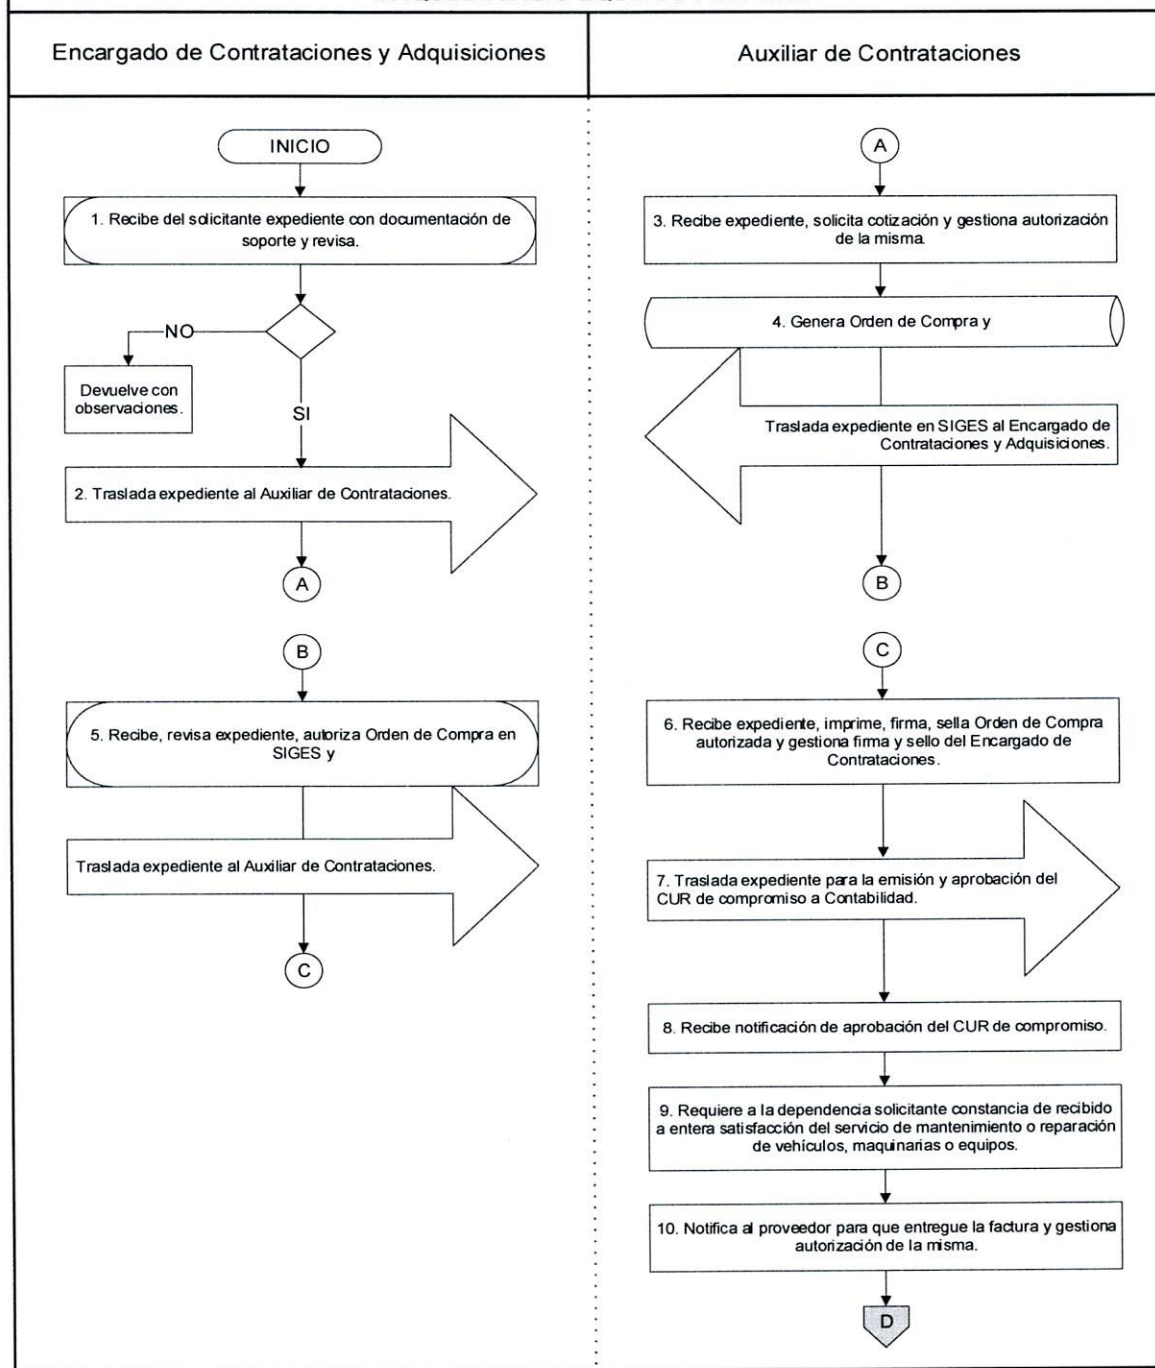 Encargado de Contrataciones y Adquisiciones
Auxiliar de Contrataciones
INICIO
1. Recibe del solicitante expediente con documentación de
soporte y revisa.
NO
Devuelve con
observaciones.
SI
2. Traslada expediente al Auxiliar de Contrataciones.
A
B
5. Recibe, revisa expediente, autoriza Orden de Compra en
SIGES y
Traslada expediente al Auxiliar de Contrataciones.
C
A
3. Recibe expediente, solicita cotización y gestiona autorización
de la misma.
4. Genera Orden de Compra y
Traslada expediente en SIGES al Encargado de
Contrataciones y Adquisiciones.
B
C
6. Recibe expediente, imprime, firma, sella Orden de Compra
autorizada y gestiona firma y sello del Encargado de
Contrataciones.
7. Traslada expediente para la emisión y aprobación del
CUR de compromiso a Contabilidad.
8. Recibe notificación de aprobación del CUR de compromiso.
9. Requiere a la dependencia solicitante constancia de recibido
a entera satisfacción del servicio de mantenimiento o reparación
de vehículos, maquinarias o equipos.
10. Notifica al proveedor para que entregue la factura y gestiona
autorización de la misma.
D